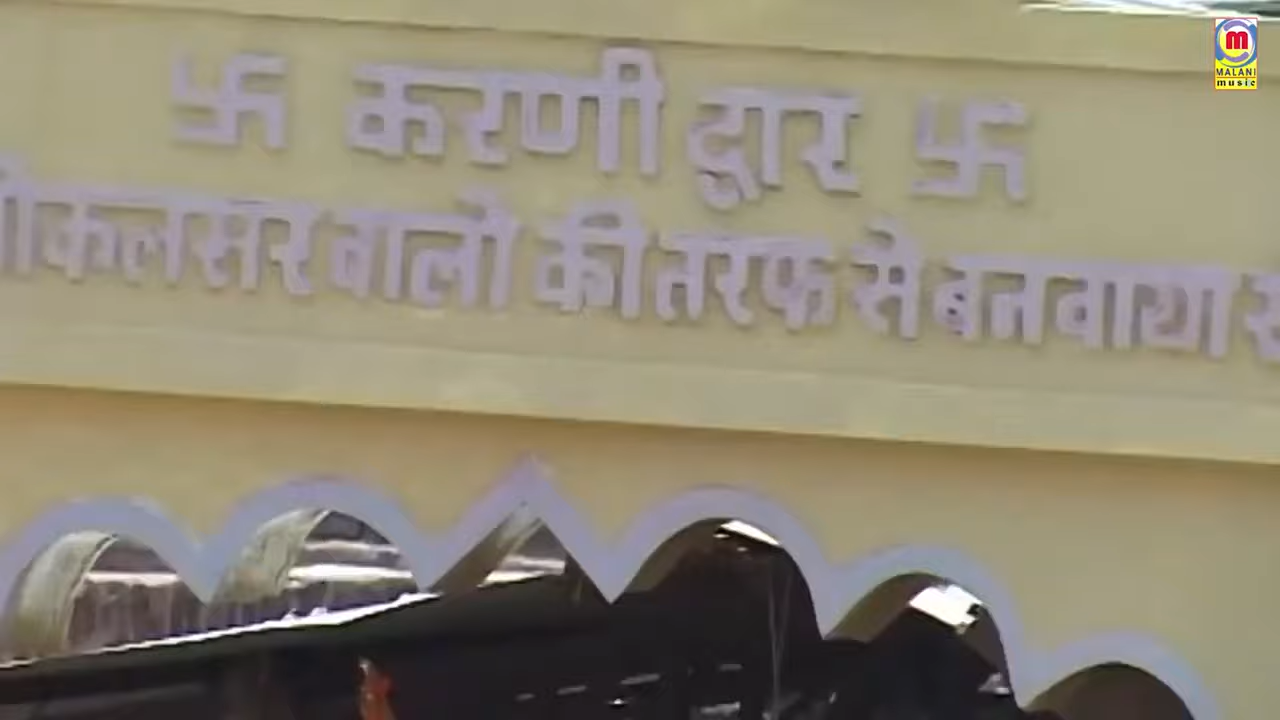 卐 करणी द्वार 卐
बालो की तरफ से बनवाया
m
MALANI
music